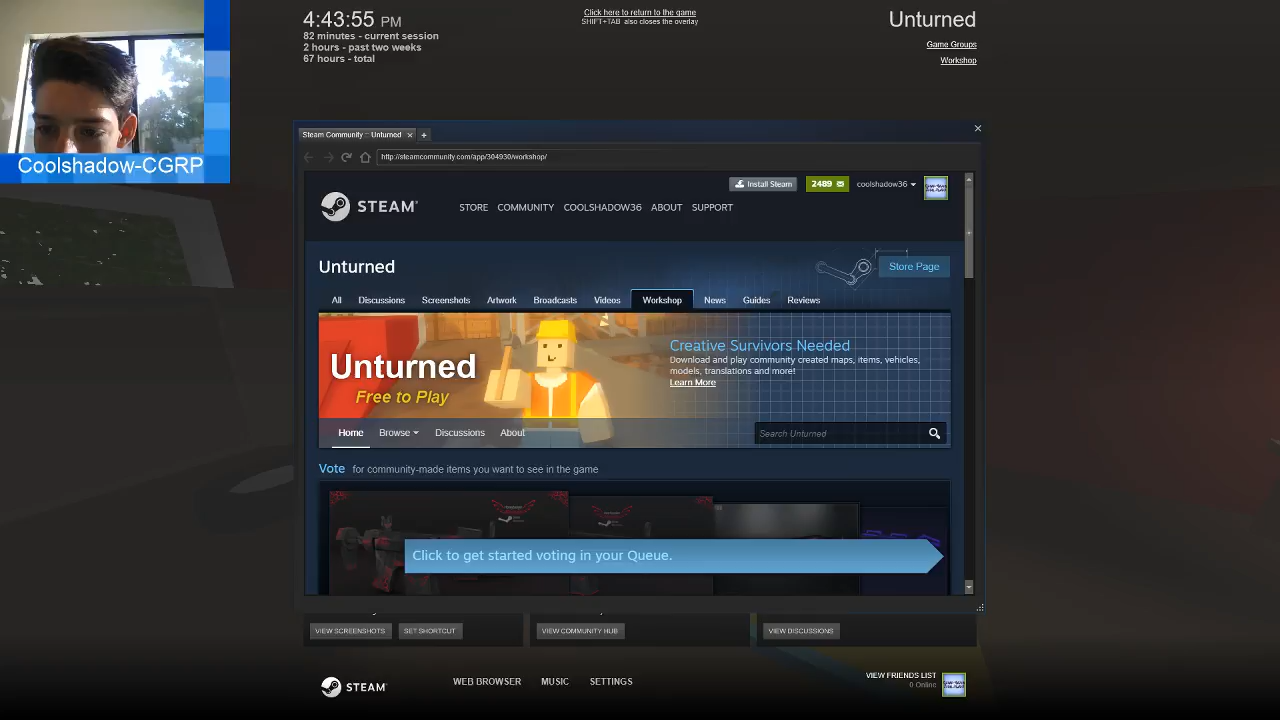 4:43:55 PM
82 minutes - current session
2 hours - past two weeks
67 hours - total
Click here to return to the game
SHIFT+TAB also closes the overlay
Unturned
Game Groups
Workshop
Coolshadow-CGRP
Steam Community :: Unturned × +
http://steamcommunity.com/app/304930/workshop/
Install Steam 2489 coolshadow36
STEAM STORE COMMUNITY COOLSHADOW36 ABOUT SUPPORT
Unturned
Store Page
All Discussions Screenshots Artwork Broadcasts Videos Workshop News Guides Reviews
Unturned
Free to Play
Creative Survivors Needed
Download and play community created maps, items, vehicles,
models, translations and more!
Learn More
Home Browse Discussions About Search Unturned
Vote for community-made items you want to see in the game
Click to get started voting in your Queue.
VIEW SCREENSHOTS SET SHORTCUT VIEW COMMUNITY HUB VIEW DISCUSSIONS
STEAM WEB BROWSER MUSIC SETTINGS
VIEW FRIENDS LIST
0 Online